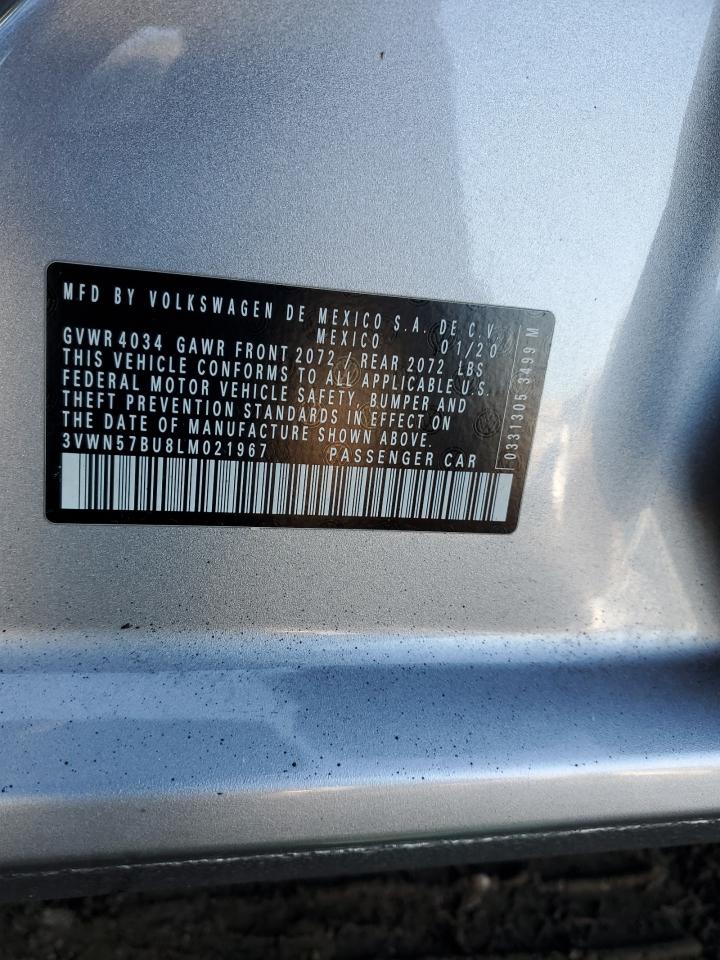 MFD BY VOLKSWAGEN DE MEXICO S.A. DE C.V.
MEXICO 01/20
GVWR 4034 GAWR FRONT 2072 / REAR 2072 LBS
THIS VEHICLE CONFORMS TO ALL APPLICABLE U.S.
FEDERAL MOTOR VEHICLE SAFETY, BUMPER AND
THEFT PREVENTION STANDARDS IN EFFECT ON
THE DATE OF MANUFACTURE SHOWN ABOVE.
3VWN57BU8LM021967 PASSENGER CAR
0331305 3499 M